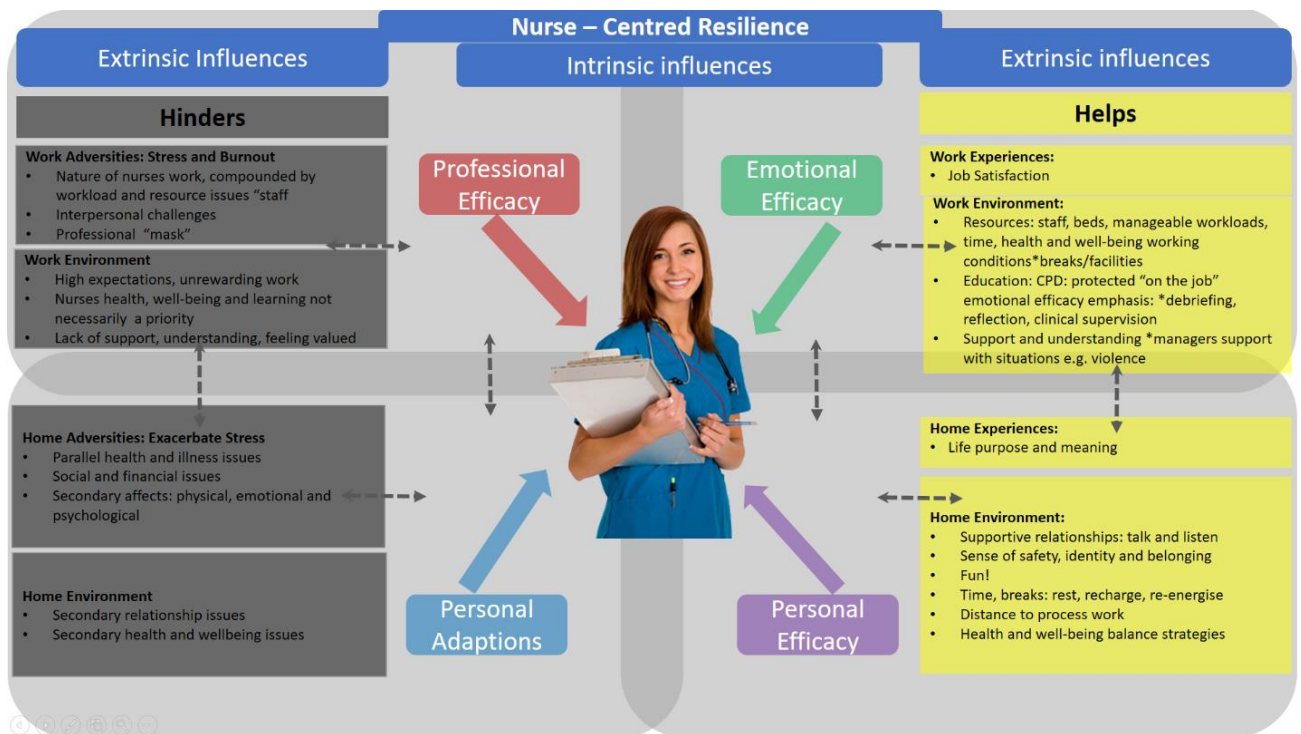 Nurse – Centred Resilience
Extrinsic Influences
Intrinsic influences
Extrinsic influences
Hinders
Work Adversities: Stress and Burnout
• Nature of nurses work, compounded by
workload and resource issues "staff
• Interpersonal challenges
• Professional "mask"
Work Environment
• High expectations, unrewarding work
• Nurses health, well-being and learning not
necessarily a priority
• Lack of support, understanding, feeling valued
Home Adversities: Exacerbate Stress
• Parallel health and illness issues
• Social and financial issues
• Secondary affects: physical, emotional and
psychological
Home Environment
• Secondary relationship issues
• Secondary health and wellbeing issues
Professional
Efficacy
Emotional
Efficacy
Personal
Adaptions
Personal
Efficacy
Helps
Work Experiences:
• Job Satisfaction
Work Environment:
• Resources: staff, beds, manageable workloads,
time, health and well-being working
conditions*breaks/facilities
• Education: CPD: protected "on the job"
emotional efficacy emphasis: *debriefing,
reflection, clinical supervision
• Support and understanding *managers support
with situations e.g. violence
Home Experiences:
• Life purpose and meaning
Home Environment:
• Supportive relationships: talk and listen
• Sense of safety, identity and belonging
• Fun!
• Time, breaks: rest, recharge, re-energise
• Distance to process work
• Health and well-being balance strategies